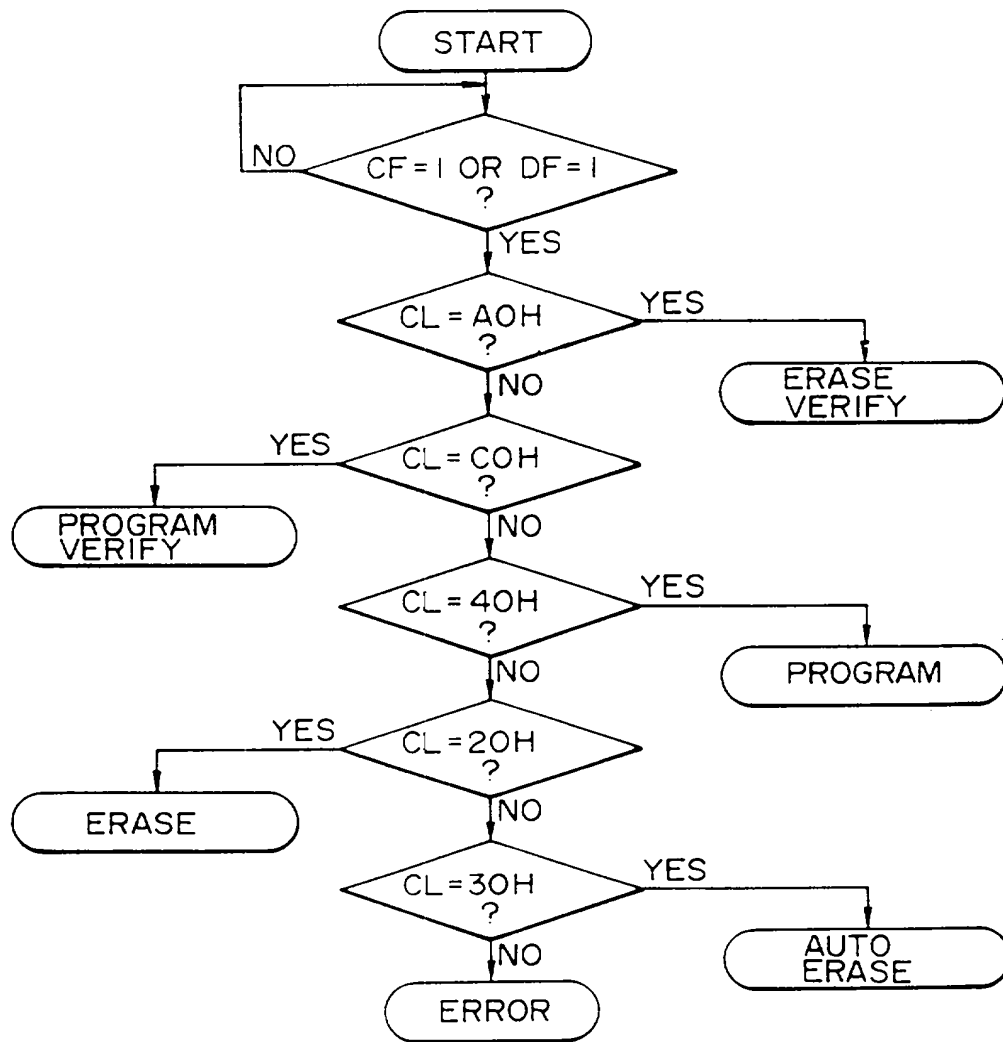 START
NO
CF=1 OR DF=1
?
YES
CL=A0H
?
YES
ERASE
VERIFY
NO
YES
CL=C0H
?
PROGRAM
VERIFY
NO
CL=40H
?
YES
PROGRAM
NO
YES
CL=20H
?
ERASE
NO
CL=30H
?
YES
AUTO
ERASE
NO
ERROR